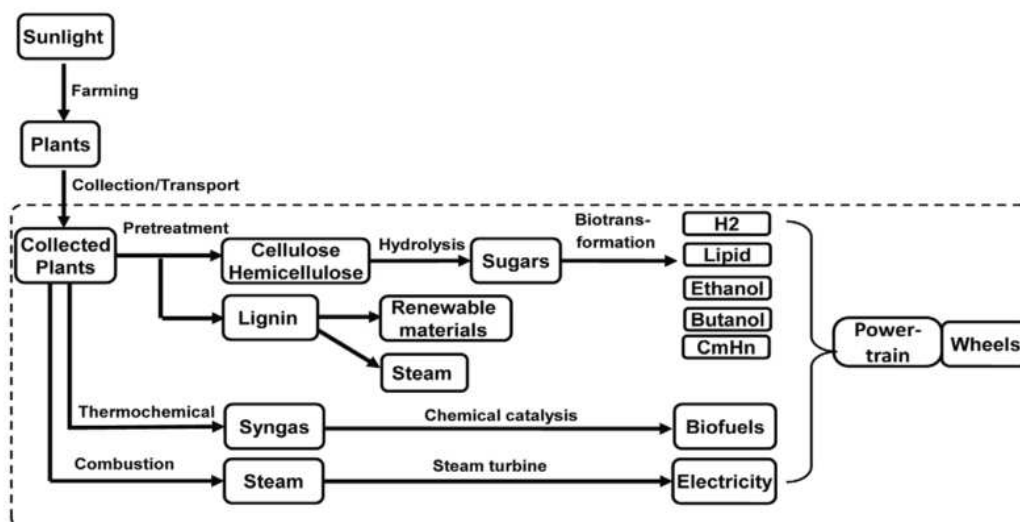 Sunlight
Farming
Plants
Collection/Transport
Collected
Plants
Pretreatment
Cellulose
Hemicellulose
Hydrolysis
Sugars
Biotrans-
formation
H2
Lipid
Ethanol
Butanol
CmHn
Power-
train
Wheels
Lignin
Renewable
materials
Steam
Thermochemical
Syngas
Chemical catalysis
Biofuels
Combustion
Steam
Steam turbine
Electricity